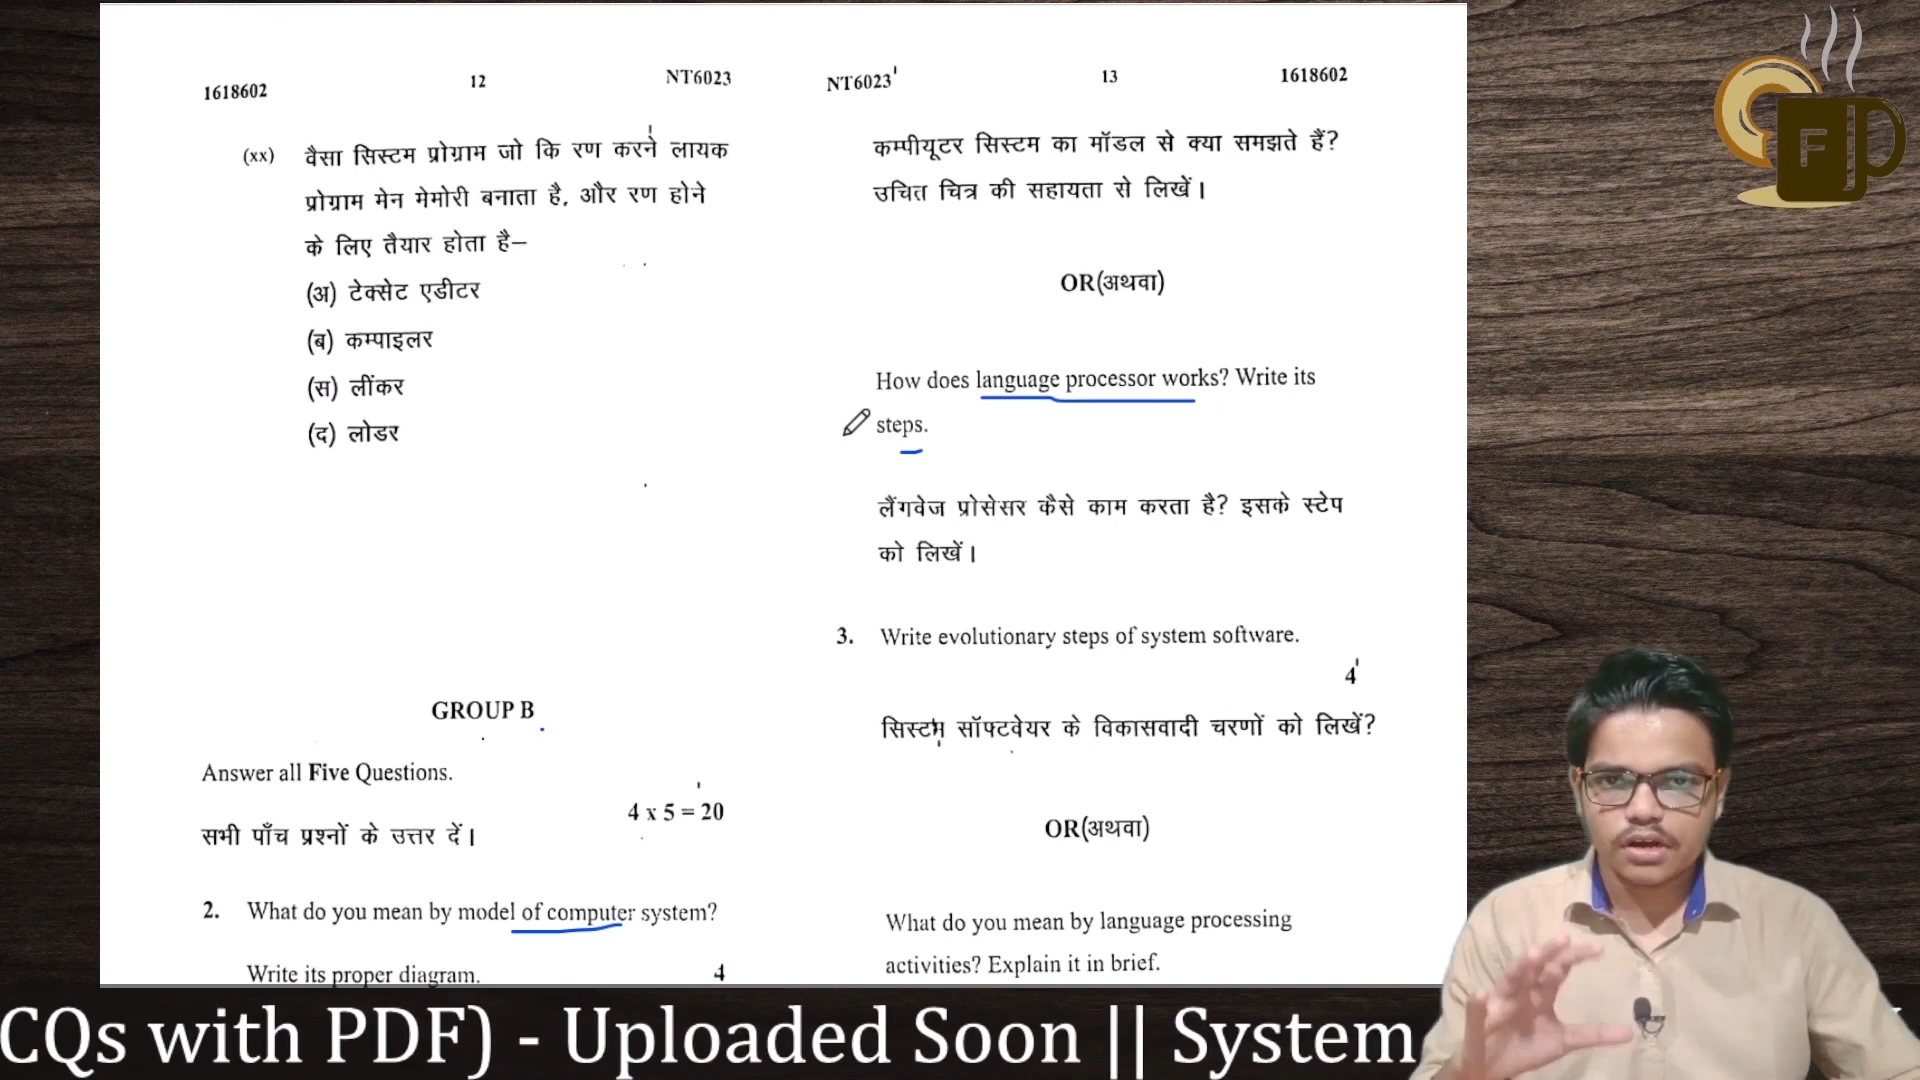 1618602 12 NT6023
(xx) वैसा सिस्टम प्रोग्राम जो कि रण करने लायक
प्रोग्राम मेन मेमोरी बनाता है, और रण होने
के लिए तैयार होता है–
(अ) टेक्सेट एडीटर
(ब) कम्पाइलर
(स) लींकर
(द) लोडर
GROUP B
Answer all Five Questions.
4 x 5 = 20
सभी पाँच प्रश्नों के उत्तर दें।
2. What do you mean by model of computer system?
Write its proper diagram. 4
NT6023 13 1618602
कम्पीयूटर सिस्टम का मॉडल से क्या समझते हैं?
उचित चित्र की सहायता से लिखें।
OR(अथवा)
How does language processor works? Write its
steps.
लैंगवेज प्रोसेसर कैसे काम करता है? इसके स्टेप
को लिखें।
3. Write evolutionary steps of system software.
4
सिस्टम सॉफ्टवेयर के विकासवादी चरणों को लिखें?
OR(अथवा)
What do you mean by language processing
activities? Explain it in brief.
F J
CQs with PDF) - Uploaded Soon || System